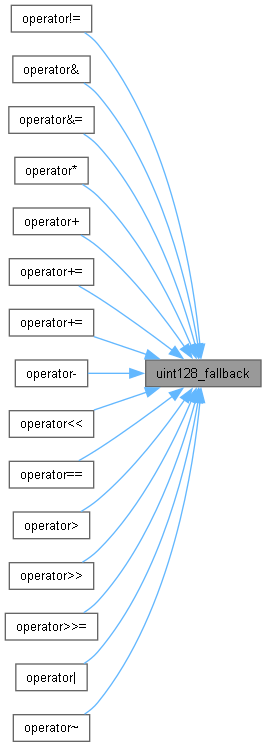 operator!=
operator&
operator&=
operator*
operator+
operator+=
operator+=
operator-
uint128_fallback
operator<<
operator==
operator>
operator>>
operator>>=
operator|
operator~